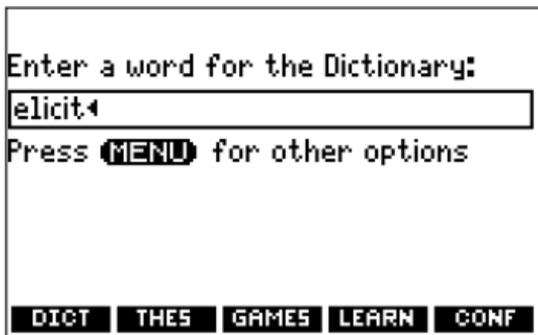 Enter a word for the Dictionary:
elicit
Press MENU for other options
DICT THES GAMES LEARN CONF